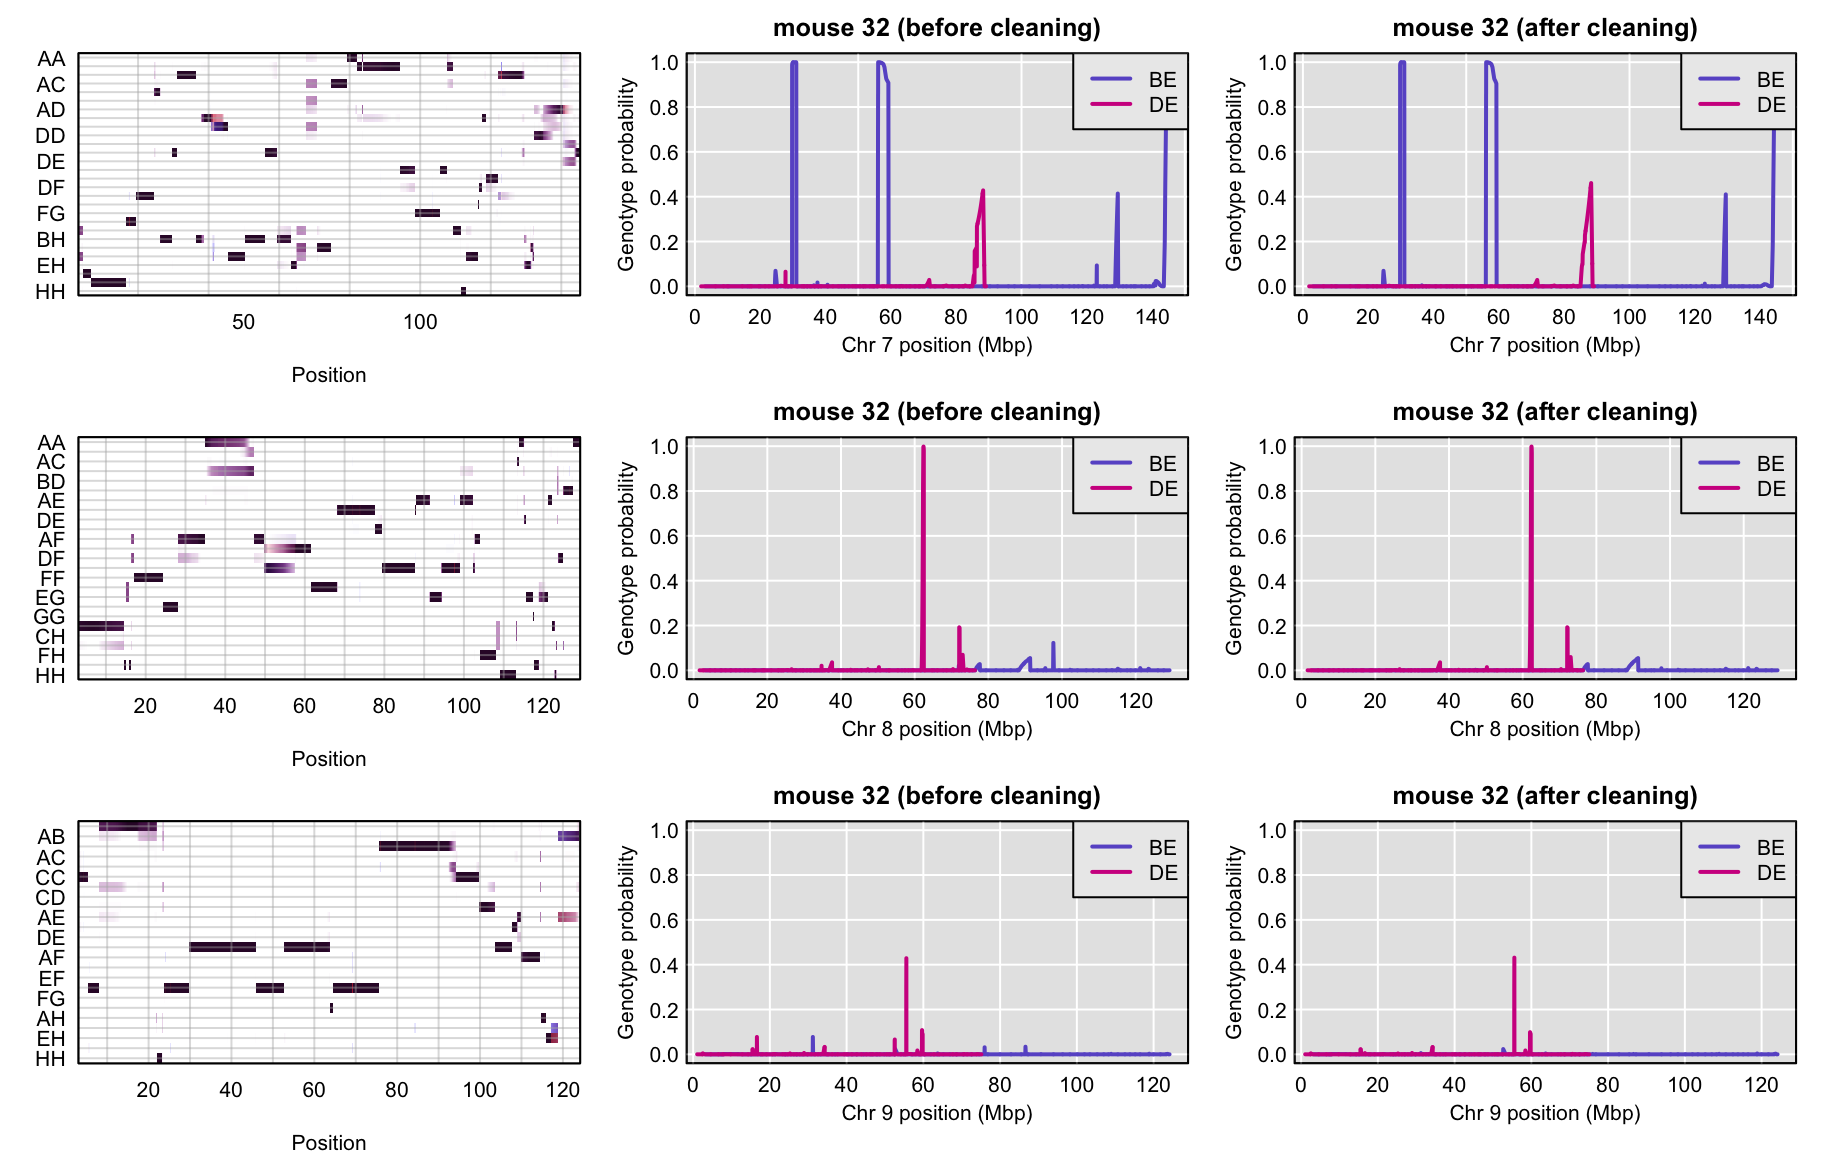 AA
AC
AD
DD
DE
DF
FG
BH
EH
HH
50 100
Position
mouse 32 (before cleaning)
Genotype probability
1.0
0.8
0.6
0.4
0.2
0.0
BE
DE
0 20 40 60 80 100 120 140
Chr 7 position (Mbp)
mouse 32 (after cleaning)
Genotype probability
1.0
0.8
0.6
0.4
0.2
0.0
BE
DE
0 20 40 60 80 100 120 140
Chr 7 position (Mbp)
AA
AC
BD
AE
DE
AF
DF
FF
EG
GG
CH
FH
HH
20 40 60 80 100 120
Position
mouse 32 (before cleaning)
Genotype probability
1.0
0.8
0.6
0.4
0.2
0.0
BE
DE
0 20 40 60 80 100 120
Chr 8 position (Mbp)
mouse 32 (after cleaning)
Genotype probability
1.0
0.8
0.6
0.4
0.2
0.0
BE
DE
0 20 40 60 80 100 120
Chr 8 position (Mbp)
AB
AC
CC
CD
AE
DE
AF
EF
FG
AH
EH
HH
20 40 60 80 100 120
Position
mouse 32 (before cleaning)
Genotype probability
1.0
0.8
0.6
0.4
0.2
0.0
BE
DE
0 20 40 60 80 100 120
Chr 9 position (Mbp)
mouse 32 (after cleaning)
Genotype probability
1.0
0.8
0.6
0.4
0.2
0.0
BE
DE
0 20 40 60 80 100 120
Chr 9 position (Mbp)